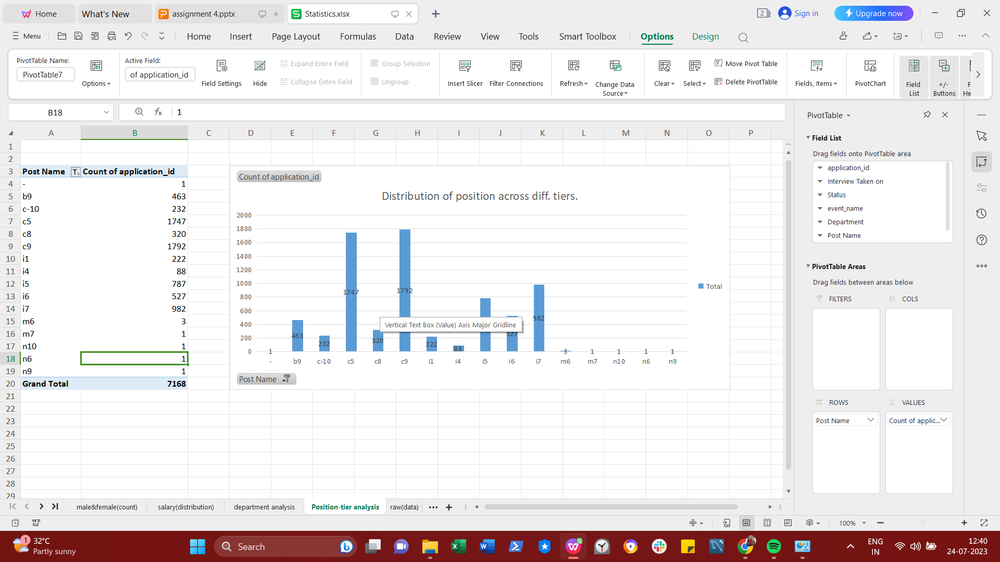 Home
What's New
assignment 4.pptx
Statistics.xlsx
2
Sign in
Upgrade now
Menu
Home Insert Page Layout Formulas Data Review View Tools Smart Toolbox Options Design
PivotTable Name:
PivotTable7
Options
Active Field:
of application_id
Field Settings
Hide
Expand Entire Field
Collapse Entire Field
Group Selection
Ungroup
Insert Slicer
Filter Connections
Refresh
Change Data
Source
Clear
Select
Move Pivot Table
Delete PivotTable
Fields, Items
PivotChart
Field
List
+/-
Buttons
F
He
B18
fx
1
A B C D E F G H I J K L M N O P
1
2
3 Post Name Count of application_id
4 - 1
5 b9 463
6 c-10 232
7 c5 1747
8 c8 320
9 c9 1792
10 i1 222
11 i4 88
12 i5 787
13 i6 527
14 i7 982
15 m6 3
16 m7 1
17 n10 1
18 n6 1
19 n9 1
20 Grand Total 7168
21
22
23
24
25
26
27
28
29
Count of application_id
Distribution of position across diff. tiers.
2000
1800
1600
1400
1200
1000
800
600
400
200
0
1 463 232 1747 320 1792 222 88 527 982 3 1 1 1 1
- b9 c-10 c5 c8 c9 i1 i4 i5 i6 i7 m6 m7 n10 n6 n9
Total
Vertical Text Box (Value) Axis Major Gridline
Post Name
PivotTable
Field List
Drag fields onto PivotTable area
application_id
Interview Taken on
Status
event_name
Department
Post Name
PivotTable Areas
Drag fields between areas below
FILTERS
COLS
ROWS
VALUES
Post Name
Count of applic...
male&female(count) salary(distribution) department analysis Position-tier analysis raw(data)
100%
1
32°C
Partly sunny
Search
ENG
IN
12:40
24-07-2023